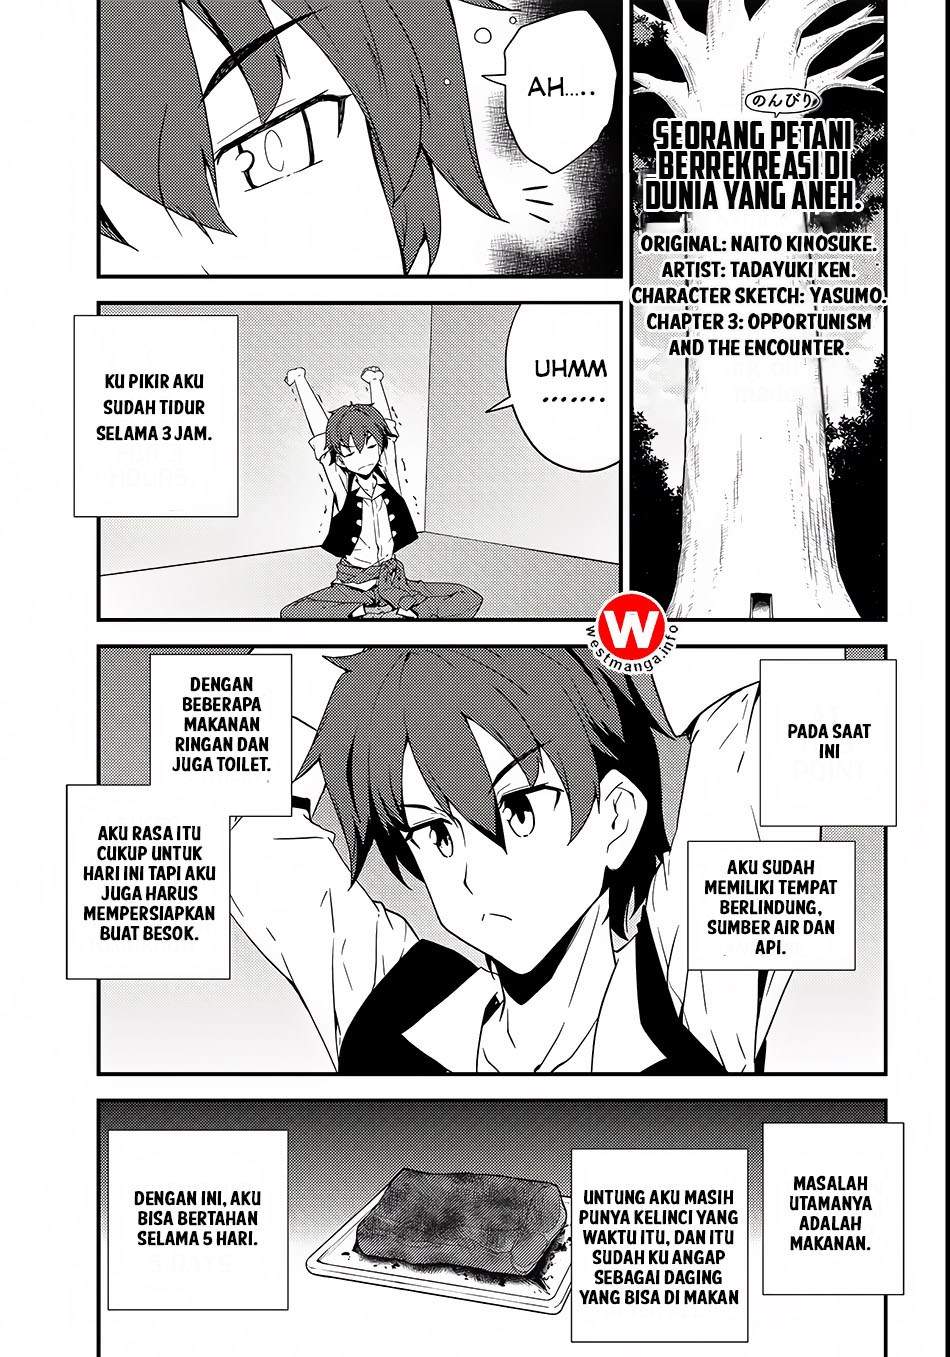 のんびり
SEORANG PETANI
BERREKREASI DI
DUNIA YANG ANEH.
ORIGINAL: NAITO KINOSUKE.
ARTIST: TADAYUKI KEN.
CHARACTER SKETCH: YASUMO.
CHAPTER 3: OPPORTUNISM
AND THE ENCOUNTER.
AH.....
UHMM
.......
KU PIKIR AKU
SUDAH TIDUR
SELAMA 3 JAM.
W
westmanga.info
PADA SAAT
INI
AKU SUDAH
MEMILIKI TEMPAT
BERLINDUNG,
SUMBER AIR DAN
API.
DENGAN
BEBERAPA
MAKANAN
RINGAN DAN
JUGA TOILET.
AKU RASA ITU
CUKUP UNTUK
HARI INI TAPI AKU
JUGA HARUS
MEMPERSIAPKAN
BUAT BESOK.
MASALAH
UTAMANYA
ADALAH
MAKANAN.
UNTUNG AKU MASIH
PUNYA KELINCI YANG
WAKTU ITU, DAN ITU
SUDAH KU ANGAP
SEBAGAI DAGING
YANG BISA DI MAKAN
DENGAN INI, AKU
BISA BERTAHAN
SELAMA 5 HARI.